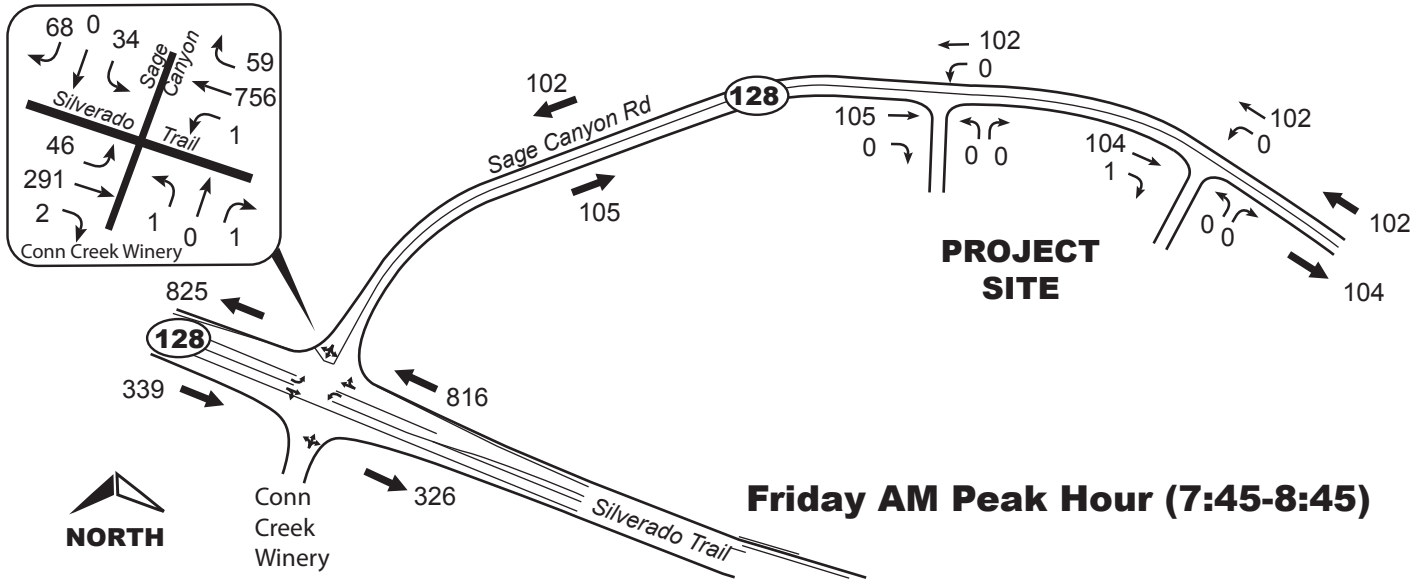 68 0
34
Sage
Canyon
59
756
Silverado
Trail
1
46
291
2
1
0
1
Conn Creek Winery
102
Sage Canyon Rd
105
128
102
0
105
0
0 0
104
1
102
0
0
0
102
104
PROJECT
SITE
825
128
339
816
326
Conn
Creek
Winery
Silverado Trail
NORTH
Friday AM Peak Hour (7:45-8:45)